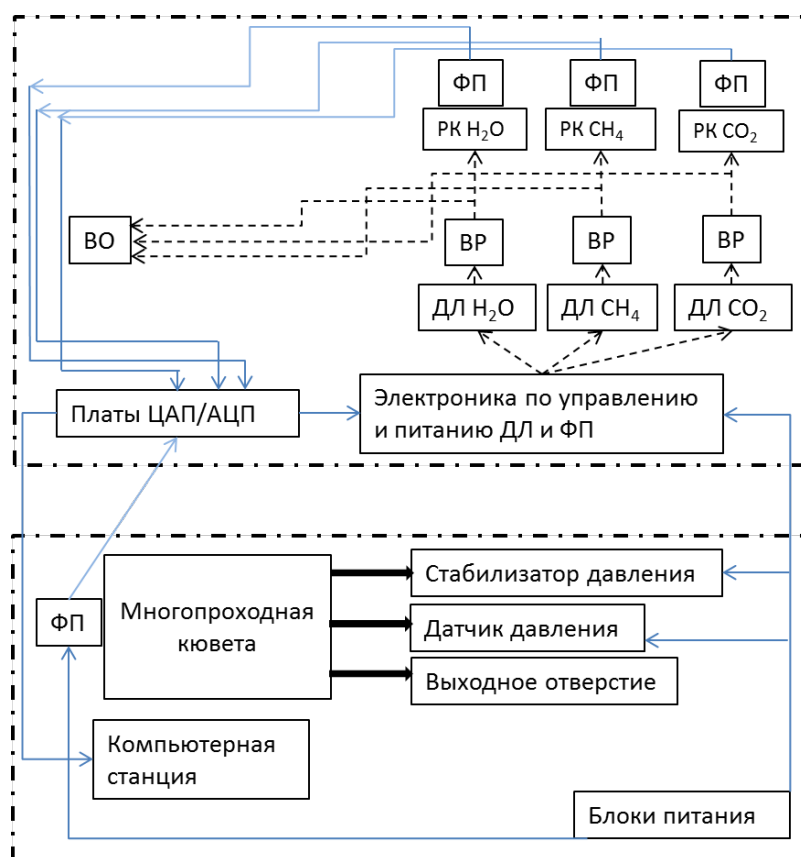 ФП ФП ФП
РК H₂O РК CH₄ РК CO₂
ВО ВР ВР ВР
ДЛ H₂O ДЛ CH₄ ДЛ CO₂
Платы ЦАП/АЦП
Электроника по управлению
и питанию ДЛ и ФП
ФП
Многопроходная
кювета
Стабилизатор давления
Датчик давления
Выходное отверстие
Компьютерная
станция
Блоки питания